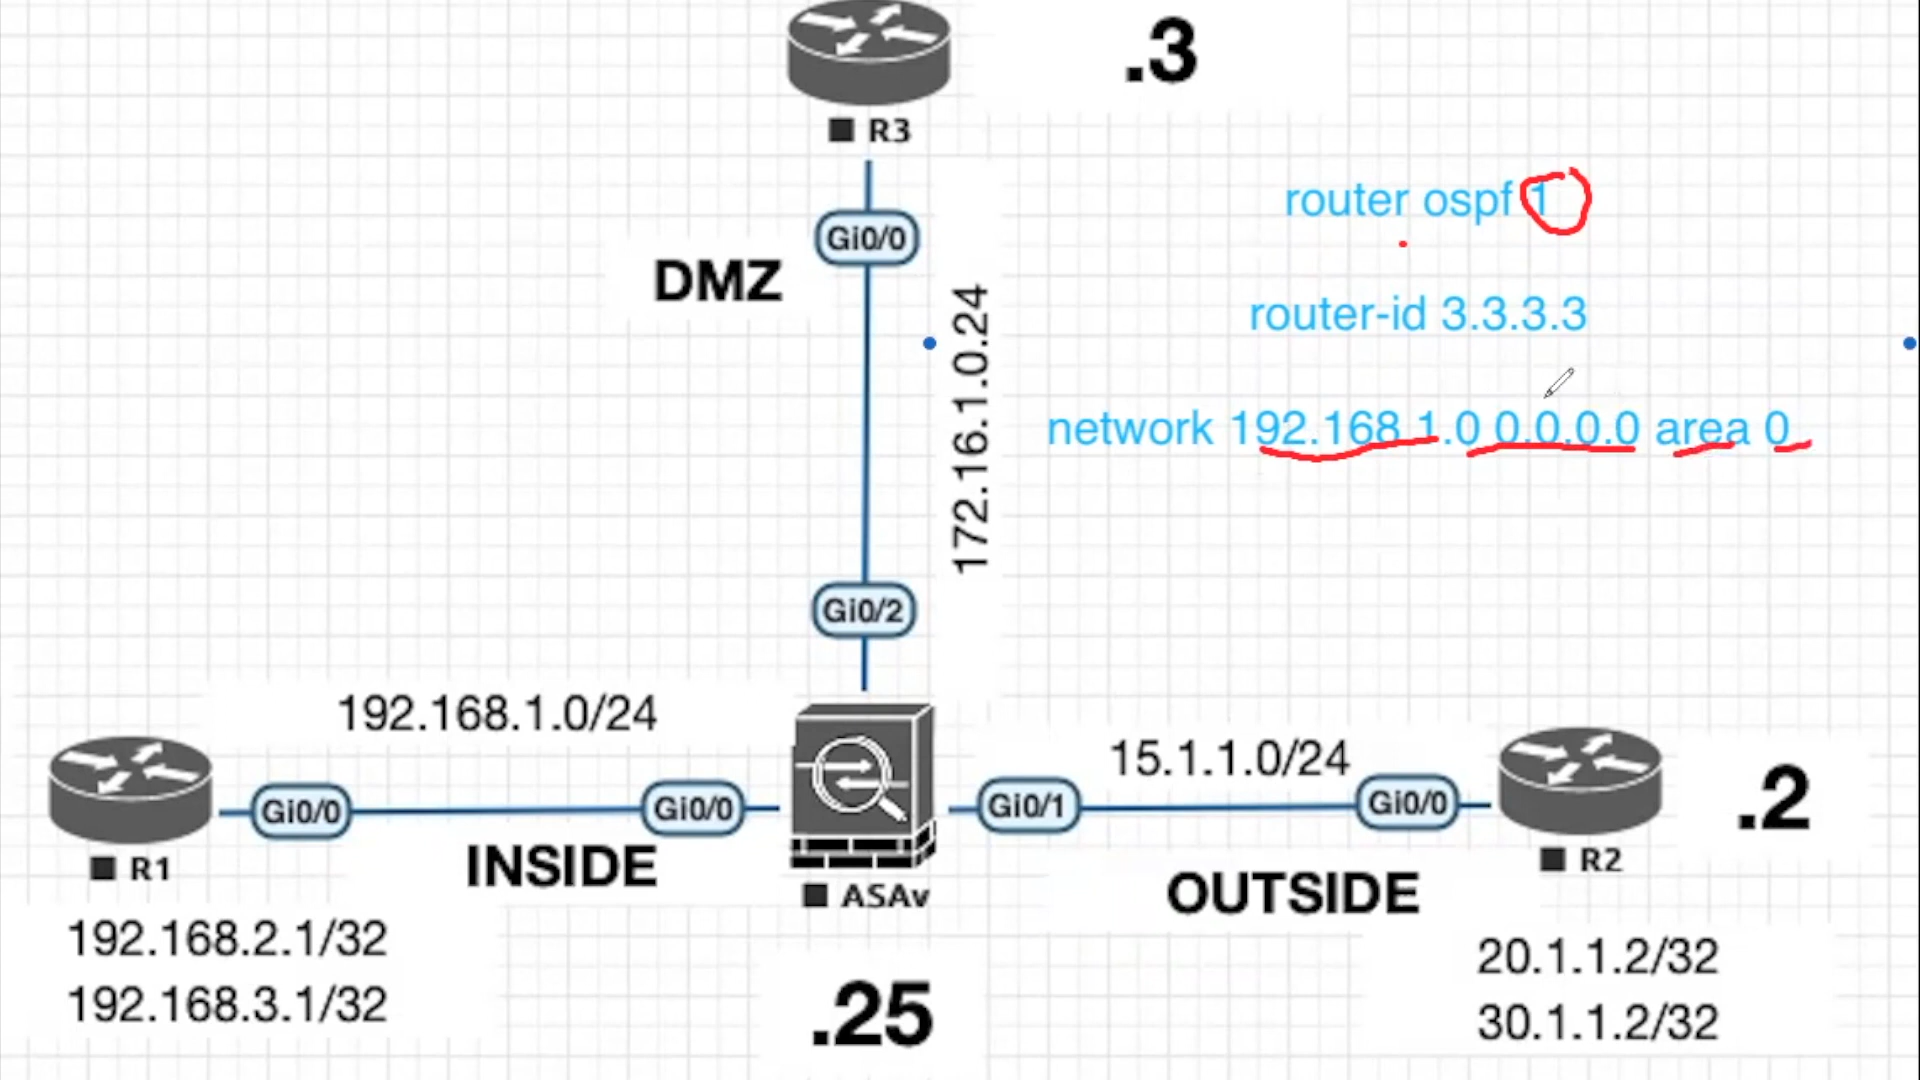 .3
R3
router ospf 1
Gi0/0
DMZ
172.16.1.0.24
router-id 3.3.3.3
network 192.168.1.0 0.0.0.0 area 0
Gi0/2
192.168.1.0/24
15.1.1.0/24
Gi0/0
Gi0/0
Gi0/1
Gi0/0
.2
R1
INSIDE
ASAv
OUTSIDE
R2
192.168.2.1/32
192.168.3.1/32
.25
20.1.1.2/32
30.1.1.2/32